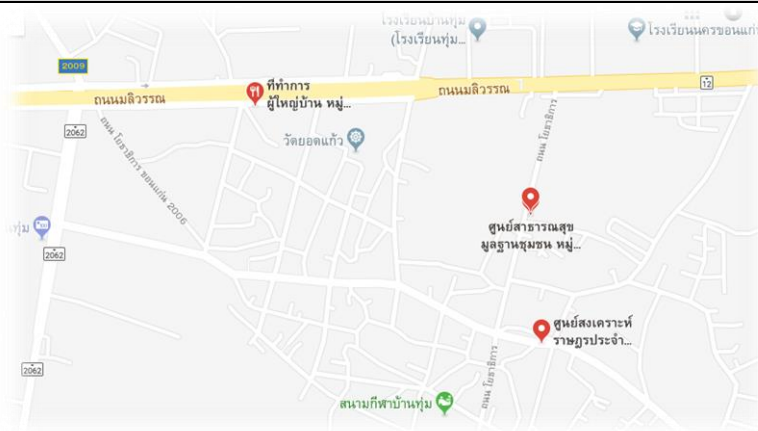 โรงเรียนบ้านทุ่ม
(โรงเรียนทุ่ม...
โรงเรียนนครขอนแก่น
2009
ที่ทำการ
ผู้ใหญ่บ้าน หมู่...
ถนนมลิวรรณ
ถนนมลิวรรณ
12
2062
ถนน โยธาธิการ ขอนแก่น 2006
วัดยอดแก้ว
ถนน โยธาธิการ
ศูนย์สาธารณสุข
มูลฐานชุมชน หมู่...
2062
ศูนย์สงเคราะห์
ราษฎรประจำ...
ถนน โยธาธิการ
2062
สนามกีฬาบ้านทุ่ม